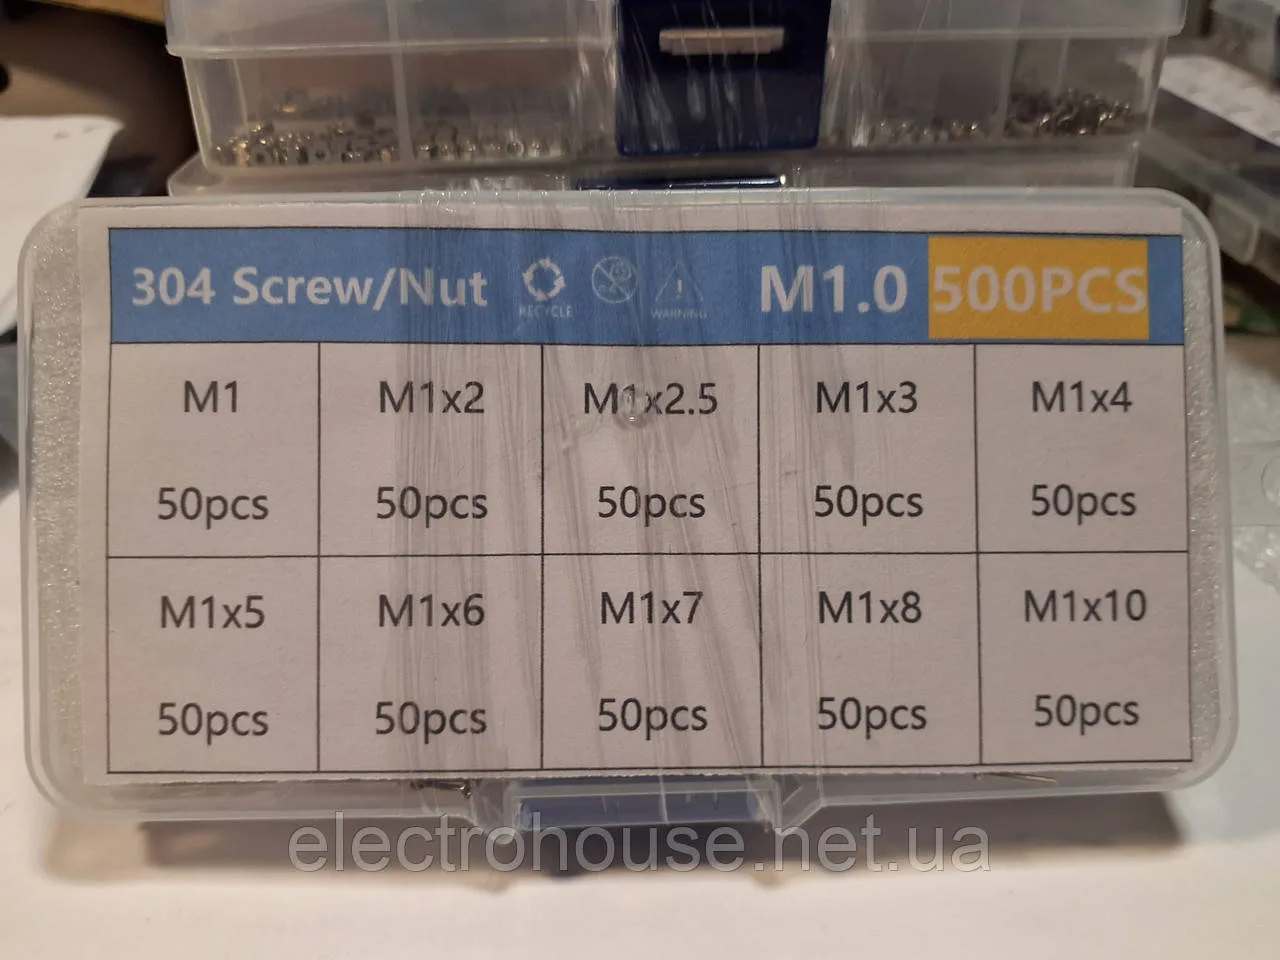 304 Screw/Nut RECYCLE WARNING M1.0 500PCS
M1 M1x2 M1x2.5 M1x3 M1x4
50pcs 50pcs 50pcs 50pcs 50pcs
M1x5 M1x6 M1x7 M1x8 M1x10
50pcs 50pcs 50pcs 50pcs 50pcs
electrohouse.net.ua